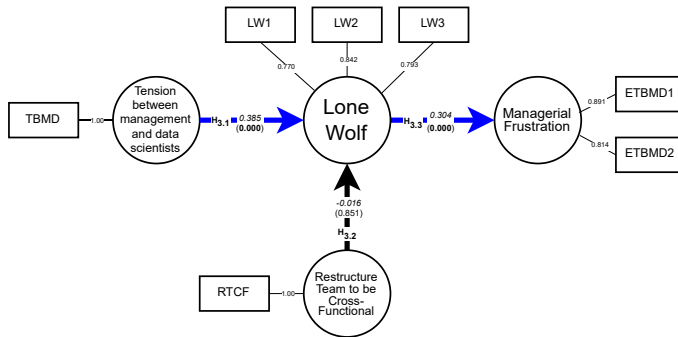 LW1
LW2
LW3
0.770
0.842
0.793
TBMD
1.00
Tension
between
management
and data
scientists
H3.1
0.385
(0.000)
Lone
Wolf
H3.3
0.304
(0.000)
Managerial
Frustration
0.891
ETBMD1
0.814
ETBMD2
-0.016
(0.851)
H3.2
RTCF
1.00
Restructure
Team to be
Cross-
Functional